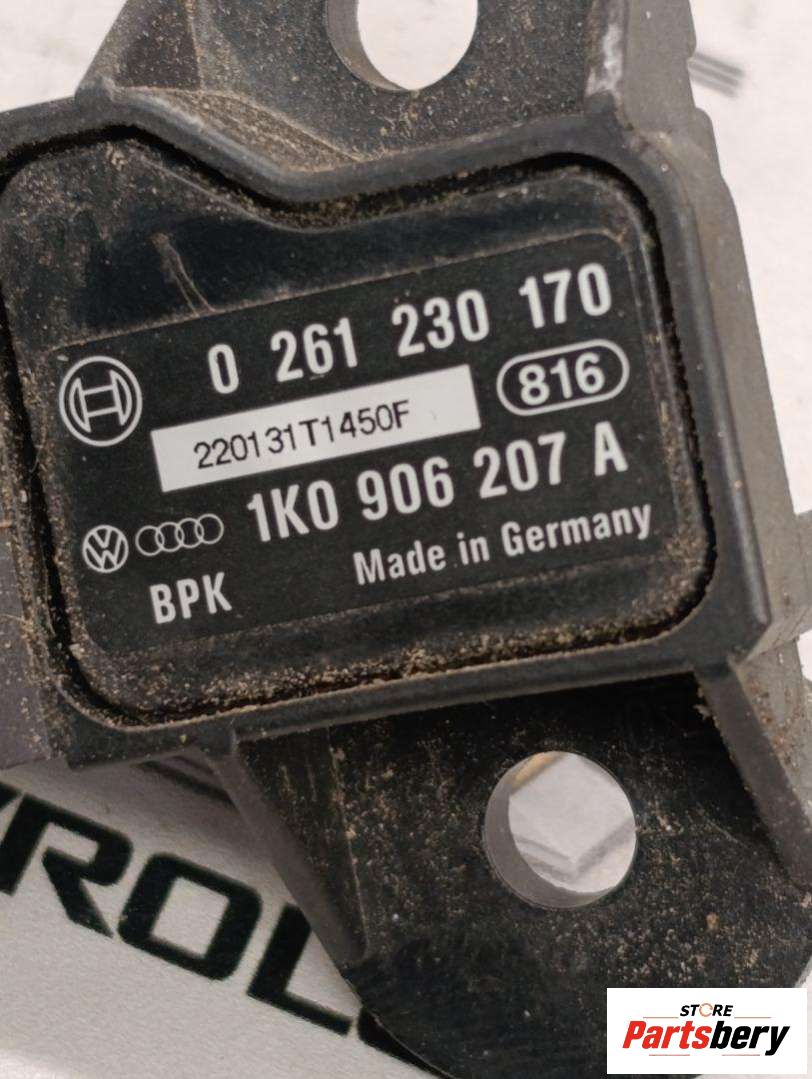 0 261 230 170
816
220131T1450F
1K0 906 207 A
BPK
Made in Germany
STORE
Partsbery